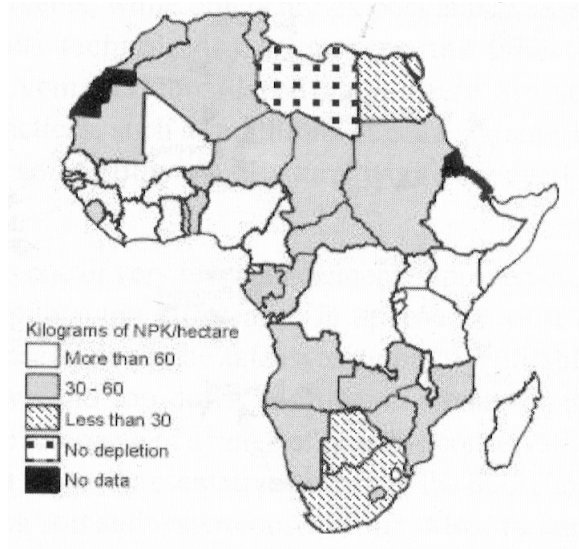 Kilograms of NPK/hectare
More than 60
30 - 60
Less than 30
No depletion
No data